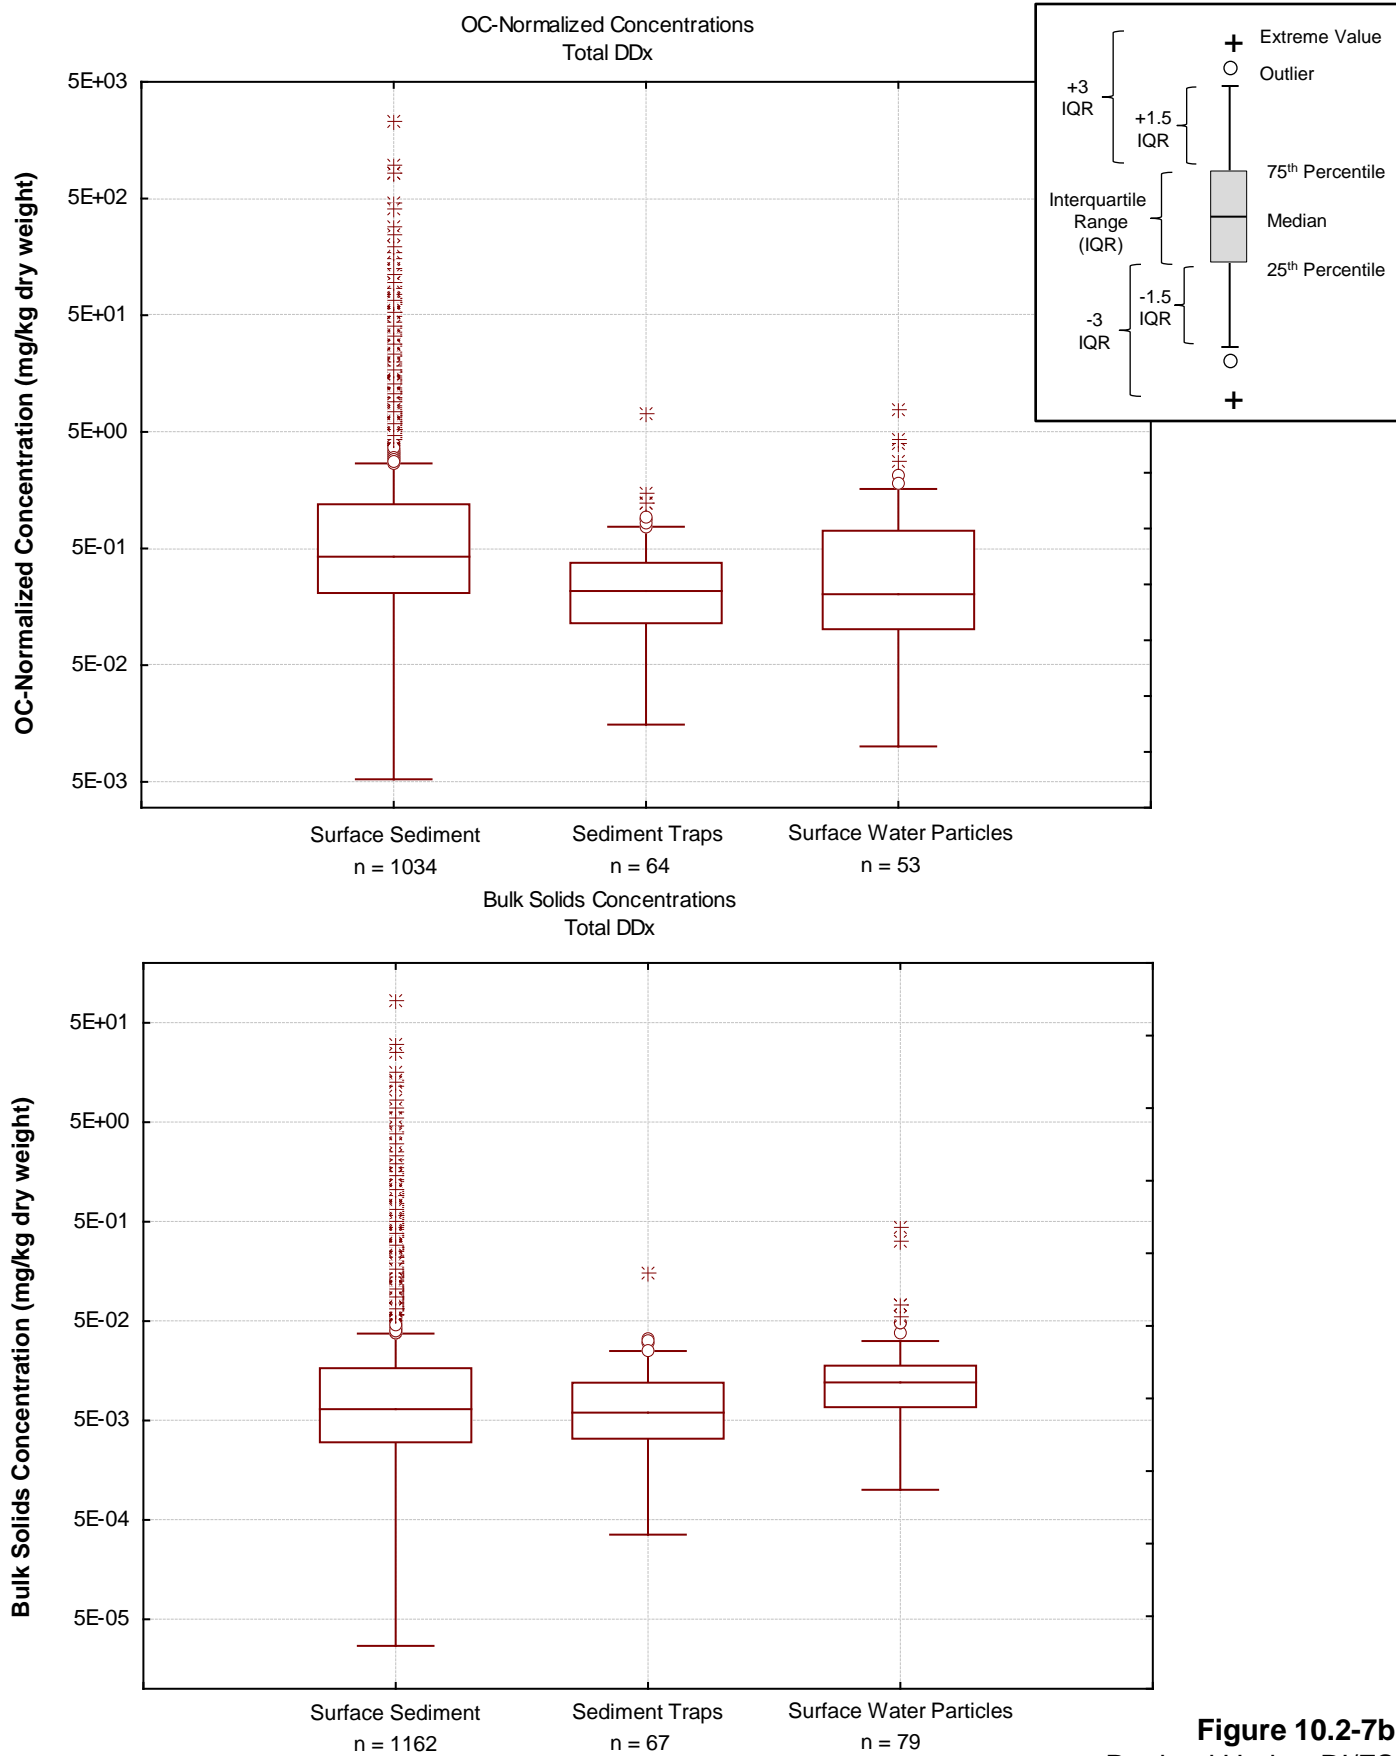 OC-Normalized Concentrations
Total DDx
OC-Normalized Concentration (mg/kg dry weight)
5E+03
5E+02
5E+01
5E+00
5E-01
5E-02
5E-03
Surface Sediment
n = 1034
Sediment Traps
n = 64
Surface Water Particles
n = 53
Extreme Value
Outlier
+3
IQR
+1.5
IQR
75th Percentile
Interquartile
Range
(IQR)
Median
25th Percentile
-1.5
IQR
-3
IQR
Bulk Solids Concentrations
Total DDx
Bulk Solids Concentration (mg/kg dry weight)
5E+01
5E+00
5E-01
5E-02
5E-03
5E-04
5E-05
Surface Sediment
n = 1162
Sediment Traps
n = 67
Surface Water Particles
n = 79
Figure 10.2-7b